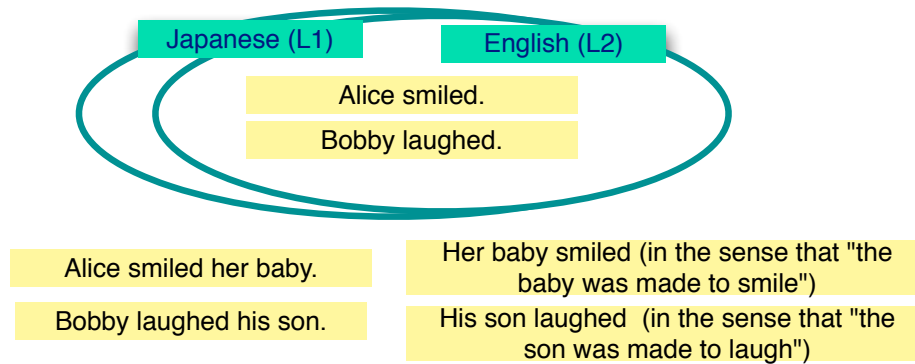 Japanese (L1)
English (L2)
Alice smiled.
Bobby laughed.
Alice smiled her baby.
Bobby laughed his son.
Her baby smiled (in the sense that "the
baby was made to smile")
His son laughed  (in the sense that "the
son was made to laugh")